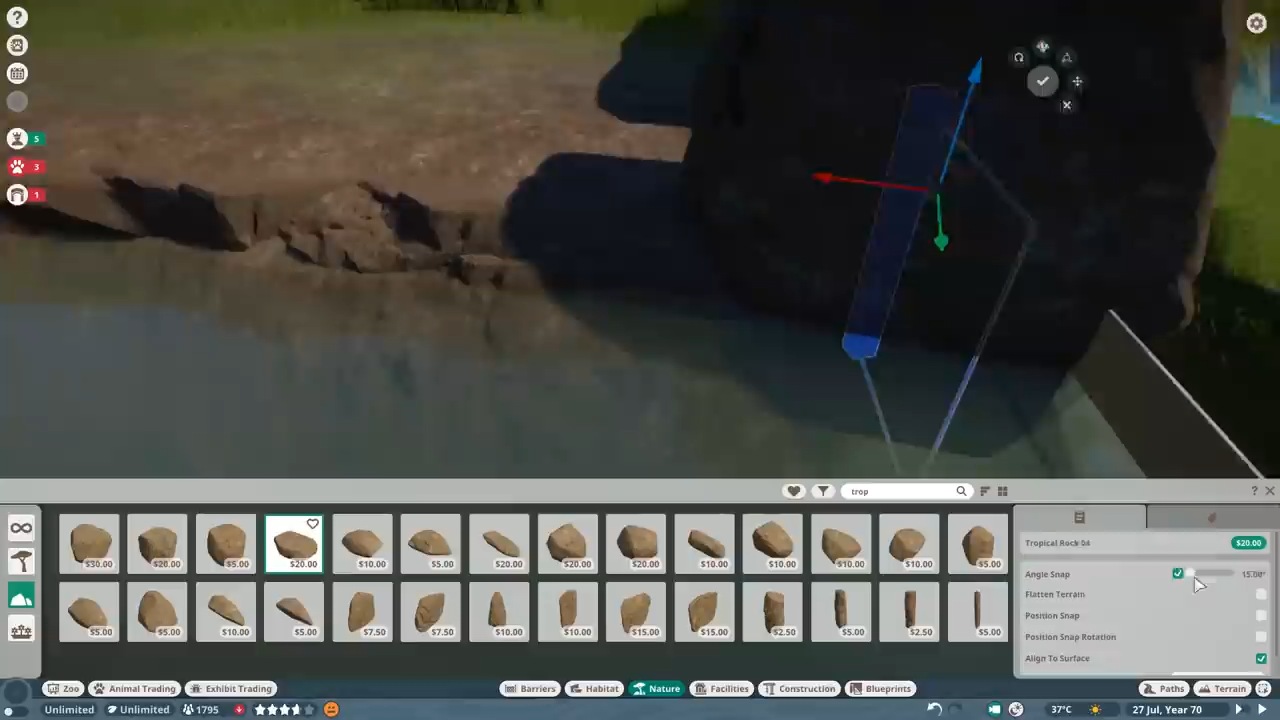 ?
5
3
1
trop
?
$30.00 $20.00 $5.00 $20.00 $10.00 $5.00 $20.00 $20.00 $20.00 $10.00 $10.00 $10.00 $10.00 $5.00
$5.00 $5.00 $10.00 $5.00 $7.50 $7.50 $10.00 $10.00 $15.00 $15.00 $2.50 $5.00 $2.50 $5.00
Tropical Rock 04 $20.00
Angle Snap 15.00°
Flatten Terrain
Position Snap
Position Snap Rotation
Align To Surface
Zoo Animal Trading Exhibit Trading Barriers Habitat Nature Facilities Construction Blueprints Paths Terrain
Unlimited Unlimited 1795 37°C 27 Jul, Year 70